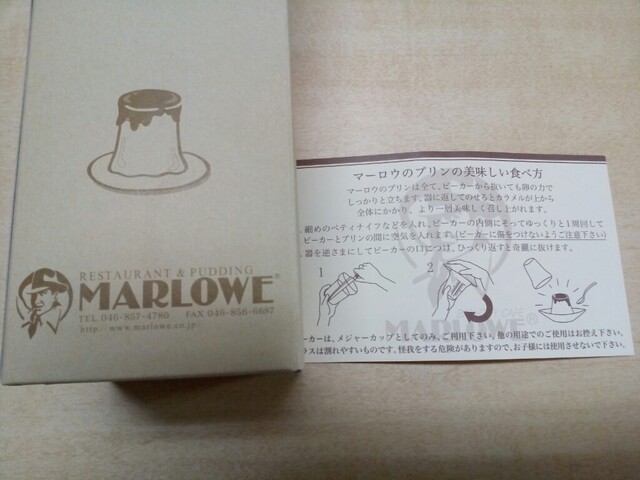 RESTAURANT & PUDDING
MARLOWE®
TEL 046-857-4780 FAX 046-856-6687
http://www.marlowe.co.jp
マーロウのプリンの美味しい食べ方
マーロウのプリンは全て、ビーカーから抜いても卵の力で
しっかりと立ちます。器に返してのせるとカラメルが上から
全体にかかり、より一層美味しく召し上がれます。
細めのペティナイフなどを入れ、ビーカーの内側にそってゆっくりと1周回して
ビーカーとプリンの間に空気を入れます。(ビーカーに傷をつけないようご注意下さい)
器を逆さまにしてビーカーの口につけ、ひっくり返すと奇麗に抜けます。
1 2
MARLOWE®
ーカーは、メジャーカップとしてのみ、ご利用下さい。他の用途でのご使用はお控え下さい。
ラスは割れやすいものです。怪我をする危険がありますので、お子様には使用させないで下さい。